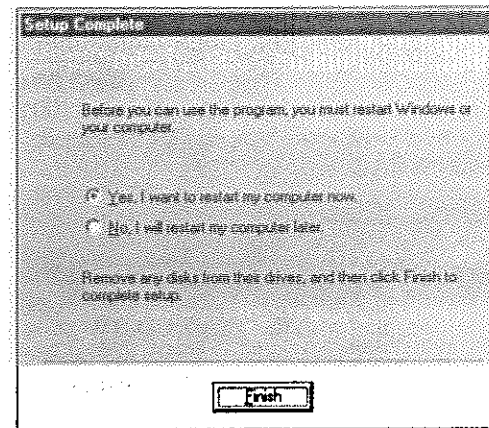 Setup Complete
Before you can use the program, you must restart Windows or
your computer.
Yes, I want to restart my computer now.
No, I will restart my computer later.
Remove any disks from their drives, and then click Finish to
complete setup.
Finish